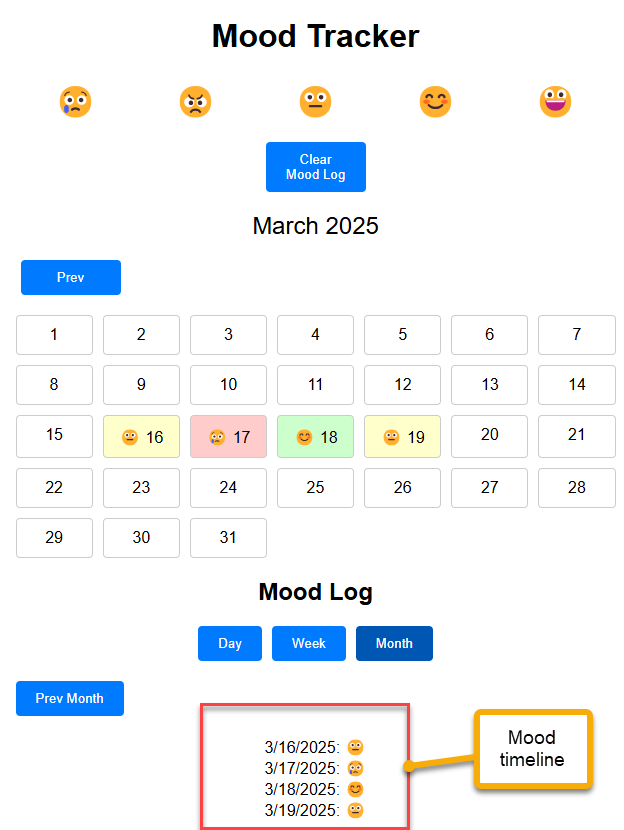 Mood Tracker
😢 😠 😐 😊 😀
Clear
Mood Log
March 2025
Prev
1 2 3 4 5 6 7
8 9 10 11 12 13 14
15 😐 16 😢 17 😊 18 😐 19 20 21
22 23 24 25 26 27 28
29 30 31
Mood Log
Day Week Month
Prev Month
3/16/2025: 😐
3/17/2025: 😢
3/18/2025: 😊
3/19/2025: 😐
Mood
timeline